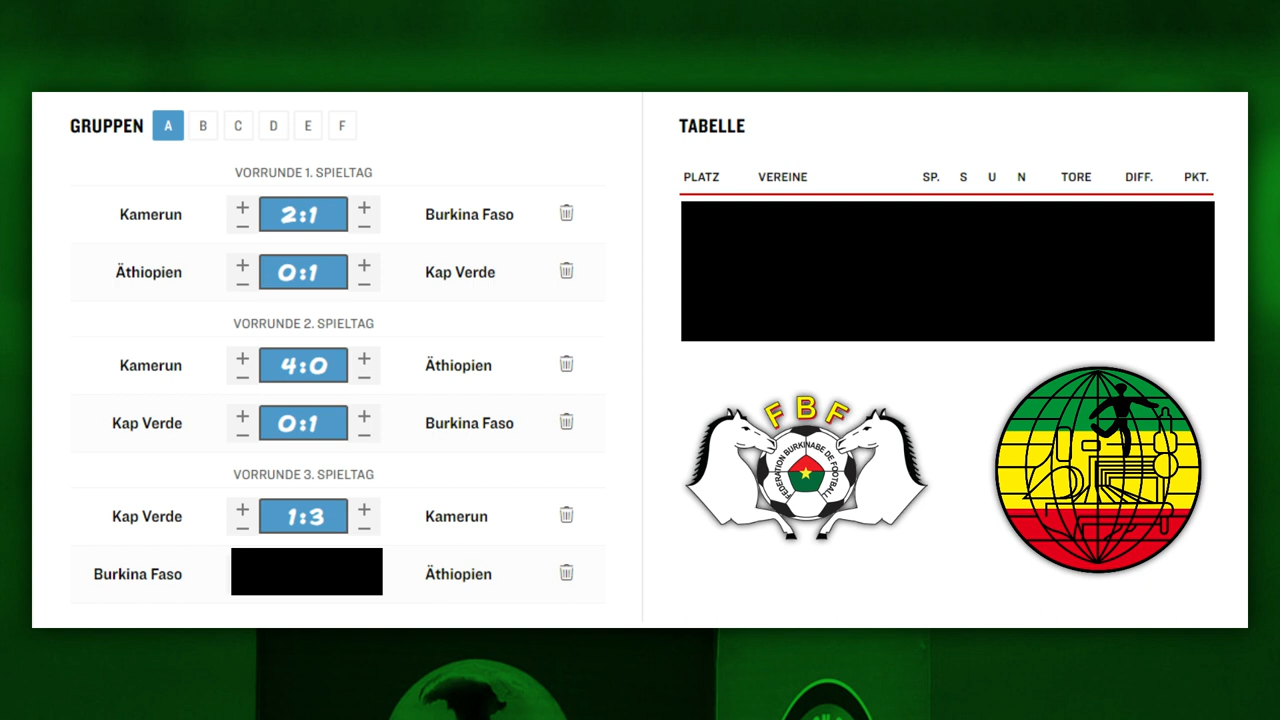 GRUPPEN A B C D E F
VORRUNDE 1. SPIELTAG
Kamerun + − 2:1 + − Burkina Faso
Äthiopien + − 0:1 + − Kap Verde
VORRUNDE 2. SPIELTAG
Kamerun + − 4:0 + − Äthiopien
Kap Verde + − 0:1 + − Burkina Faso
VORRUNDE 3. SPIELTAG
Kap Verde + − 1:3 + − Kamerun
Burkina Faso Äthiopien
TABELLE
PLATZ VEREINE SP. S U N TORE DIFF. PKT.
FBF
FEDERATION BURKINABE DE FOOTBALL